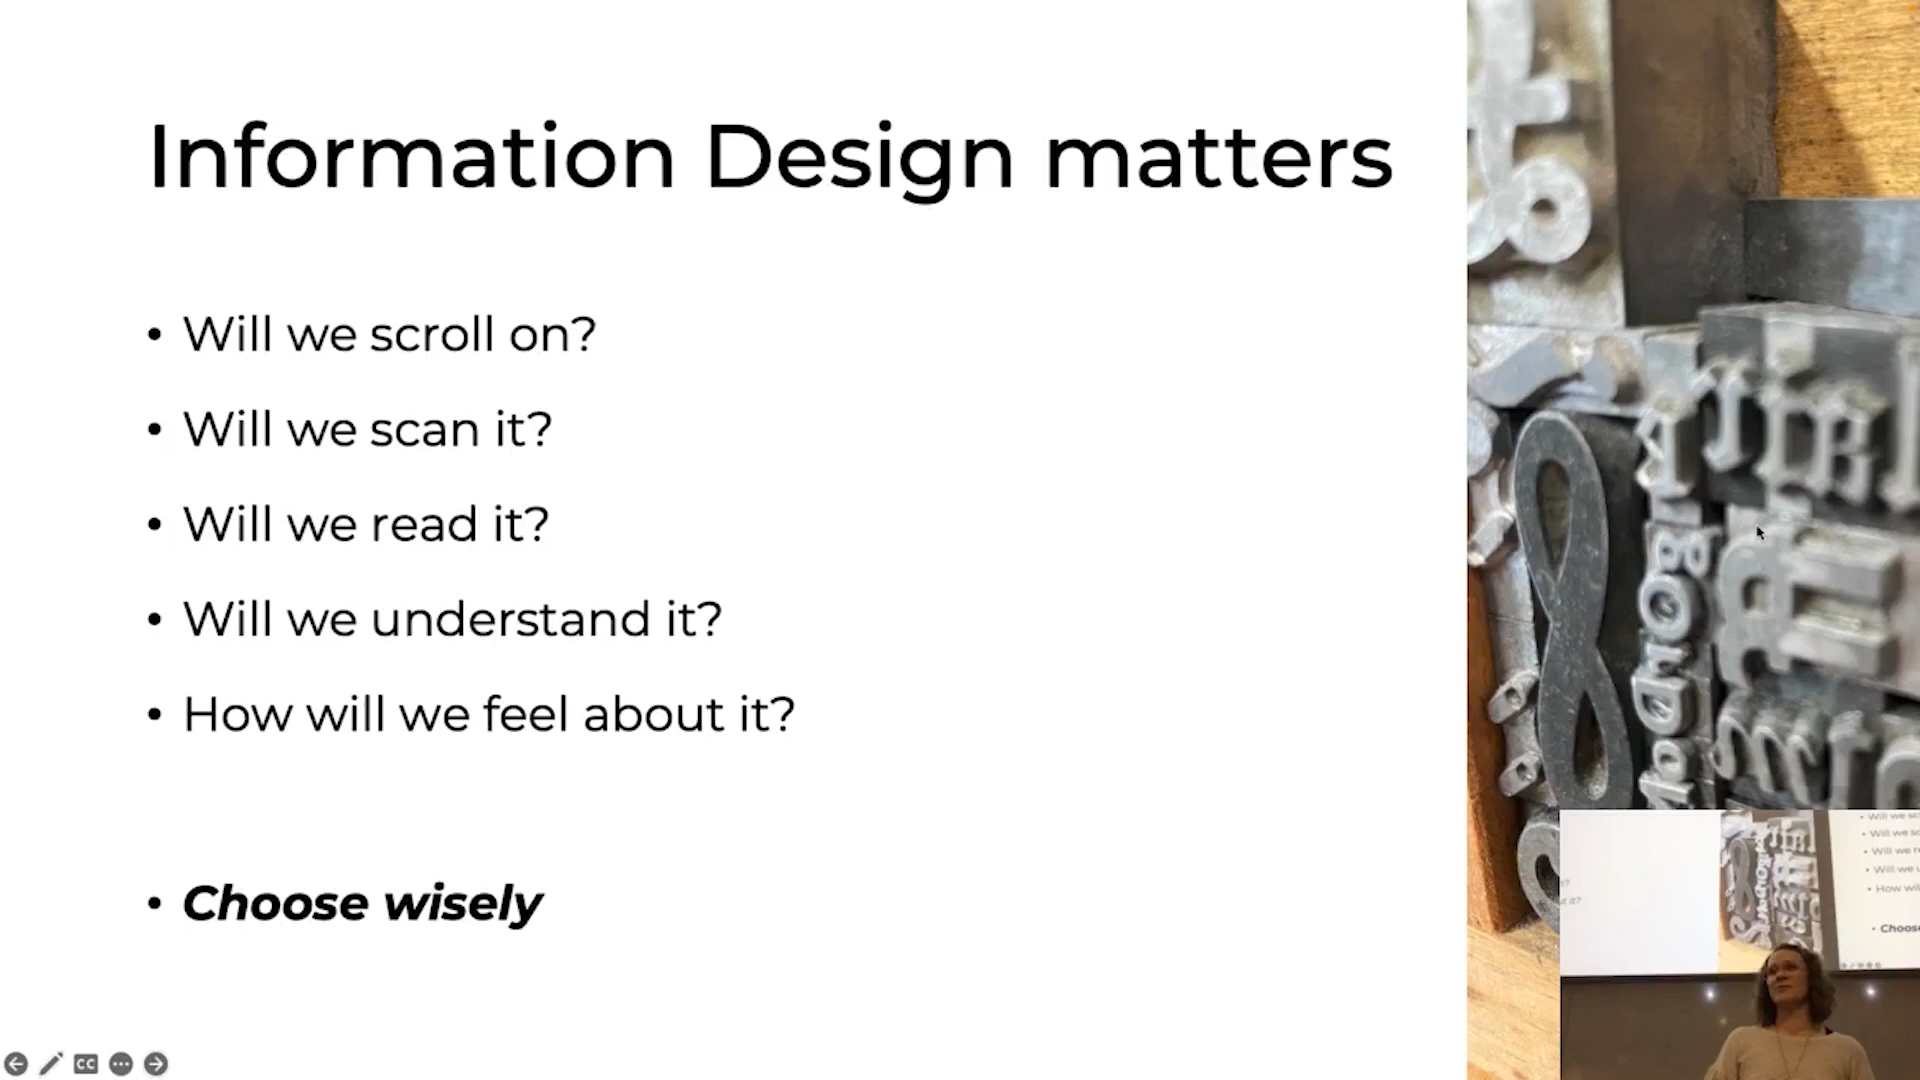 Information Design matters
• Will we scroll on?
• Will we scan it?
• Will we read it?
• Will we understand it?
• How will we feel about it?
• Choose wisely
CC